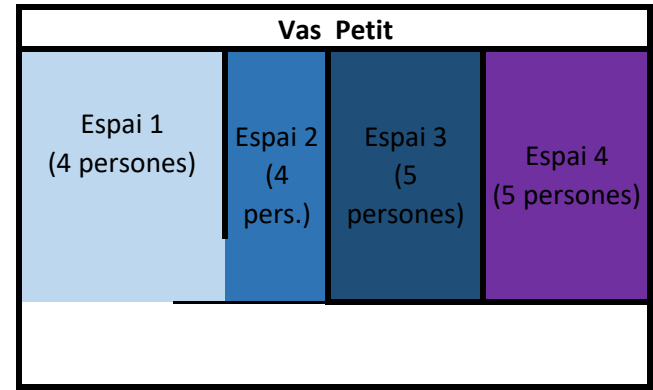 Vas Petit
Espai 1
(4 persones)
Espai 2
(4
pers.)
Espai 3
(5
persones)
Espai 4
(5 persones)